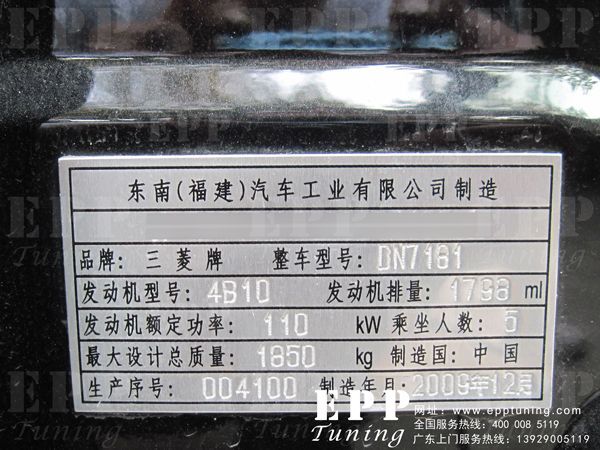 东南(福建)汽车工业有限公司制造
品牌: 三菱牌 整车型号: DN7181
发动机型号: 4B10 发动机排量: 1798 ml
发动机额定功率: 110 kW 乘坐人数: 5
最大设计总质量: 1850 kg 制造国: 中国
生产序号: 004100 制造年月: 2009年12月
EPP Tuning
网址: www.epptuning.com
全国服务热线: 400 008 5119
广东上门服务热线: 13929005119